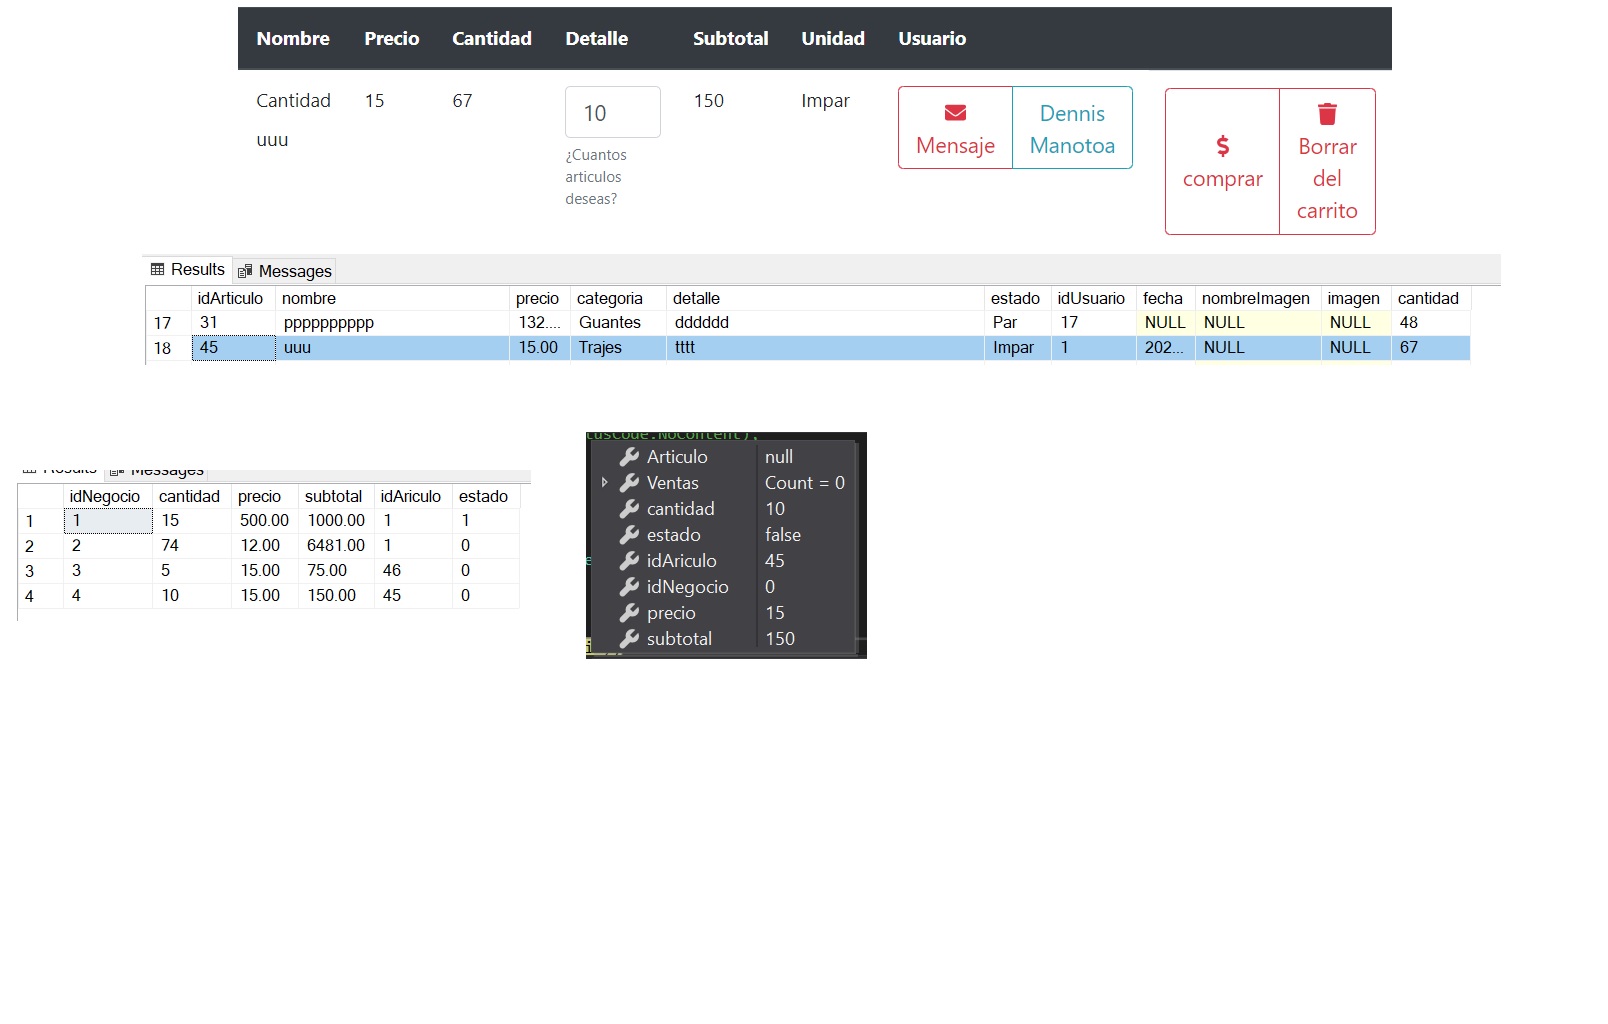 Nombre Precio Cantidad Detalle Subtotal Unidad Usuario
Cantidad 15 67 10 150 Impar Mensaje Dennis Manotoa $ comprar Borrar del carrito
uuu
¿Cuantos
articulos
deseas?
Results Messages
idArticulo nombre precio categoria detalle estado idUsuario fecha nombreImagen imagen cantidad
17 31 pppppppppp 132.... Guantes dddddd Par 17 NULL NULL NULL 48
18 45 uuu 15.00 Trajes tttt Impar 1 202... NULL NULL 67
Results Messages
idNegocio cantidad precio subtotal idAriculo estado
1 1 15 500.00 1000.00 1 1
2 2 74 12.00 6481.00 1 0
3 3 5 15.00 75.00 46 0
4 4 10 15.00 150.00 45 0
tusCode.NoContent),
Articulo null
Ventas Count = 0
cantidad 10
estado false
idAriculo 45
idNegocio 0
precio 15
subtotal 150